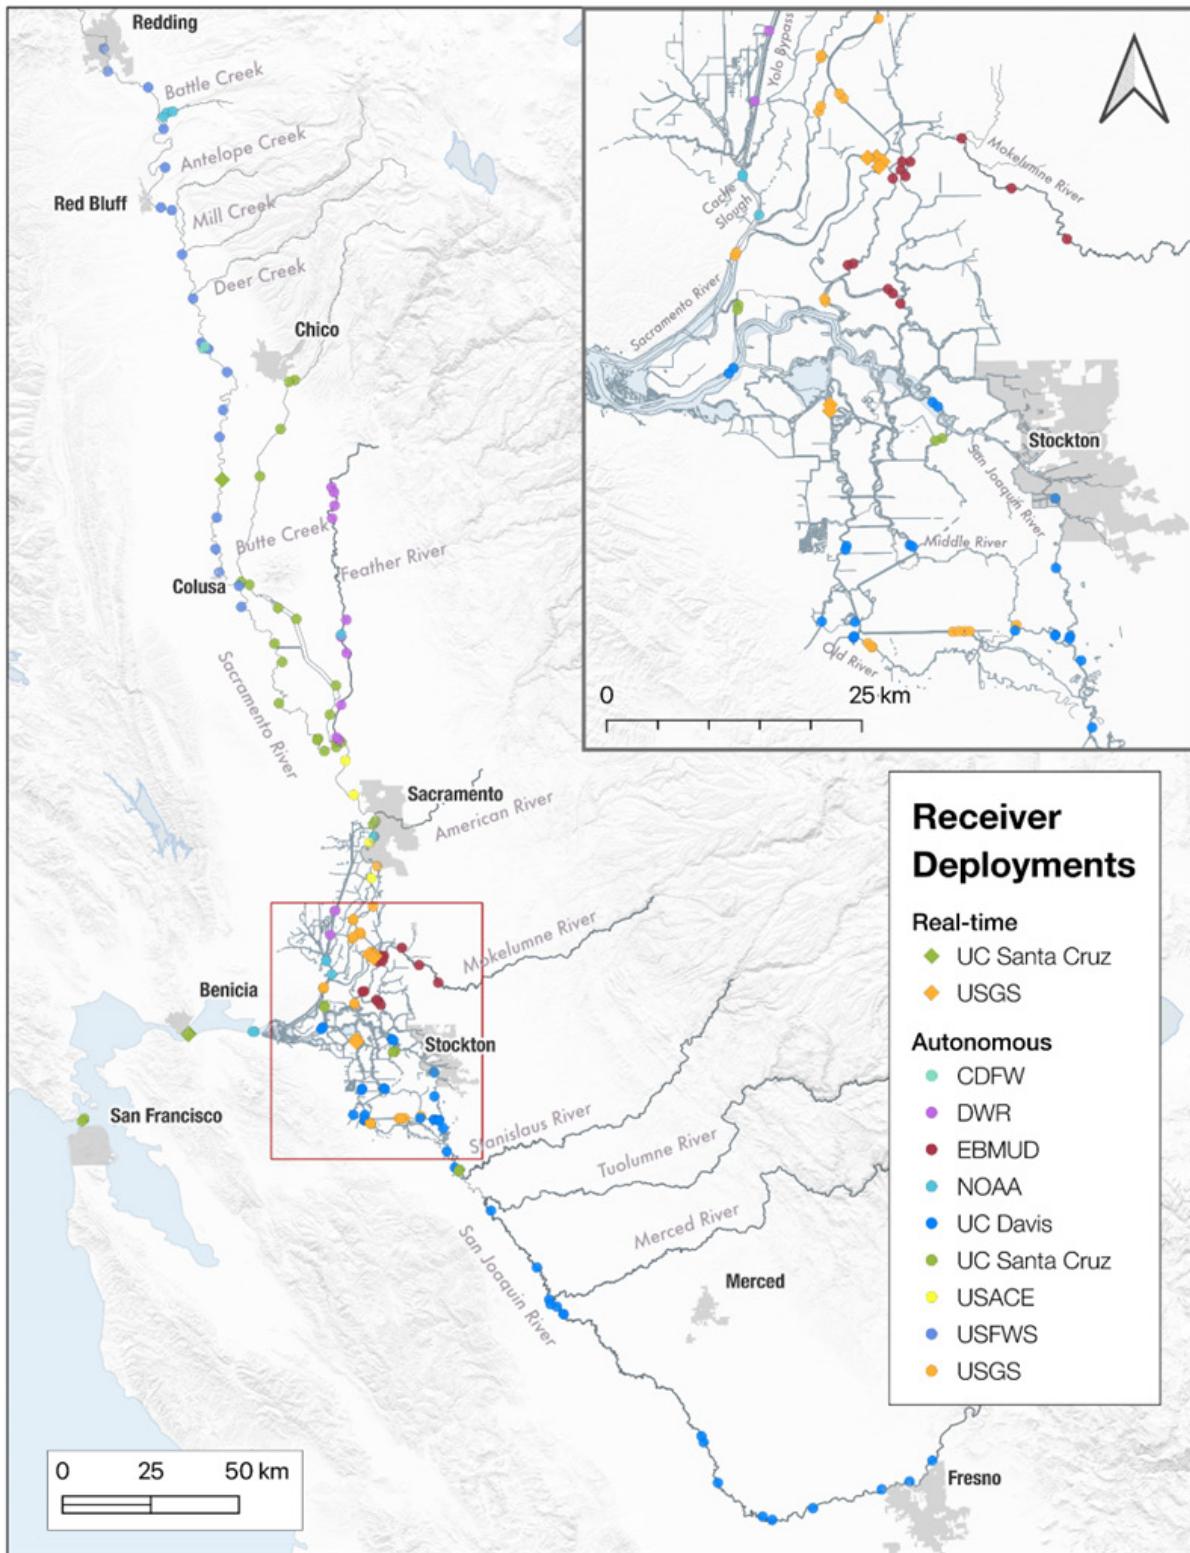 Redding
Battle Creek
Antelope Creek
Red Bluff
Mill Creek
Deer Creek
Chico
Butte Creek
Feather River
Colusa
Sacramento River
Sacramento
American River
Mokelumne River
Benicia
Stockton
San Francisco
Stanislaus River
Tuolumne River
Merced River
San Joaquin River
Merced
Fresno
0 25 50 km
Yolo Bypass
Mokelumne River
Cache
Slough
Sacramento River
Stockton
San Joaquin River
Middle River
Old River
0 25 km
Receiver
Deployments
Real-time
UC Santa Cruz
USGS
Autonomous
CDFW
DWR
EBMUD
NOAA
UC Davis
UC Santa Cruz
USACE
USFWS
USGS